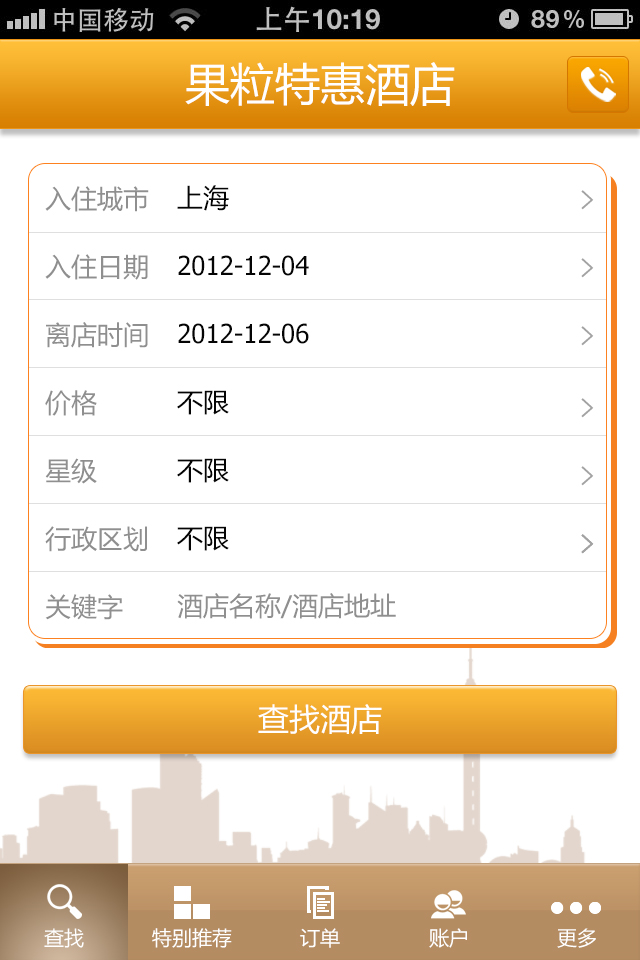 中国移动 上午10:19 89%
果粒特惠酒店
入住城市 上海
入住日期 2012-12-04
离店时间 2012-12-06
价格 不限
星级 不限
行政区划 不限
关键字 酒店名称/酒店地址
查找酒店
查找 特别推荐 订单 账户 更多